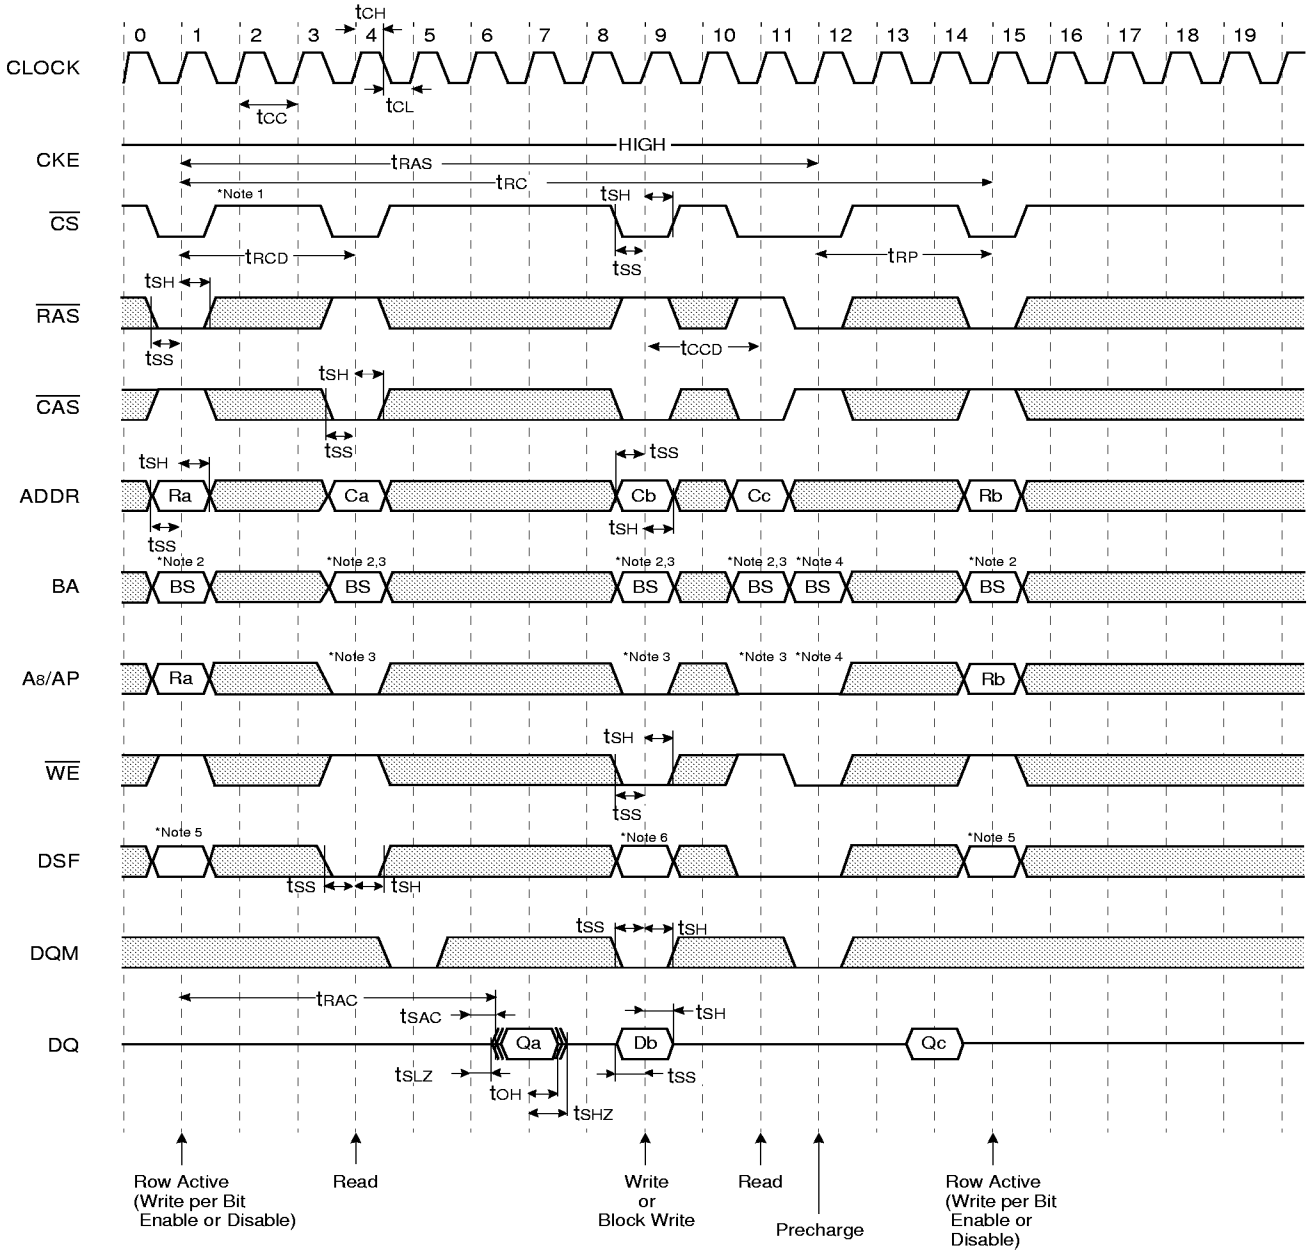 tCH
0 1 2 3 4 5 6 7 8 9 10 11 12 13 14 15 16 17 18 19
CLOCK
tCC
tCL
HIGH
CKE
tRAS
tRC
*Note 1
tSH
CS
tRCD
tSS
tRP
tSH
RAS
tSS
tCCD
tSH
CAS
tSS
tSS
tSH
ADDR Ra Ca Cb Cc Rb
tSH
tSS
*Note 2 *Note 2,3 *Note 2,3 *Note 2,3 *Note 4 *Note 2
BA BS BS BS BS BS BS
*Note 3 *Note 3 *Note 3 *Note 4
A8/AP Ra Rb
tSH
WE
tSS
*Note 5 *Note 6 *Note 5
DSF
tSS tSH
tSS tSH
DQM
tRAC
tSAC
tSH
DQ Qa Db Qc
tSLZ
tSS
tOH
tSHZ
Row Active
(Write per Bit
Enable or Disable)
Read
Write
or
Block Write
Read
Precharge
Row Active
(Write per Bit
Enable or
Disable)